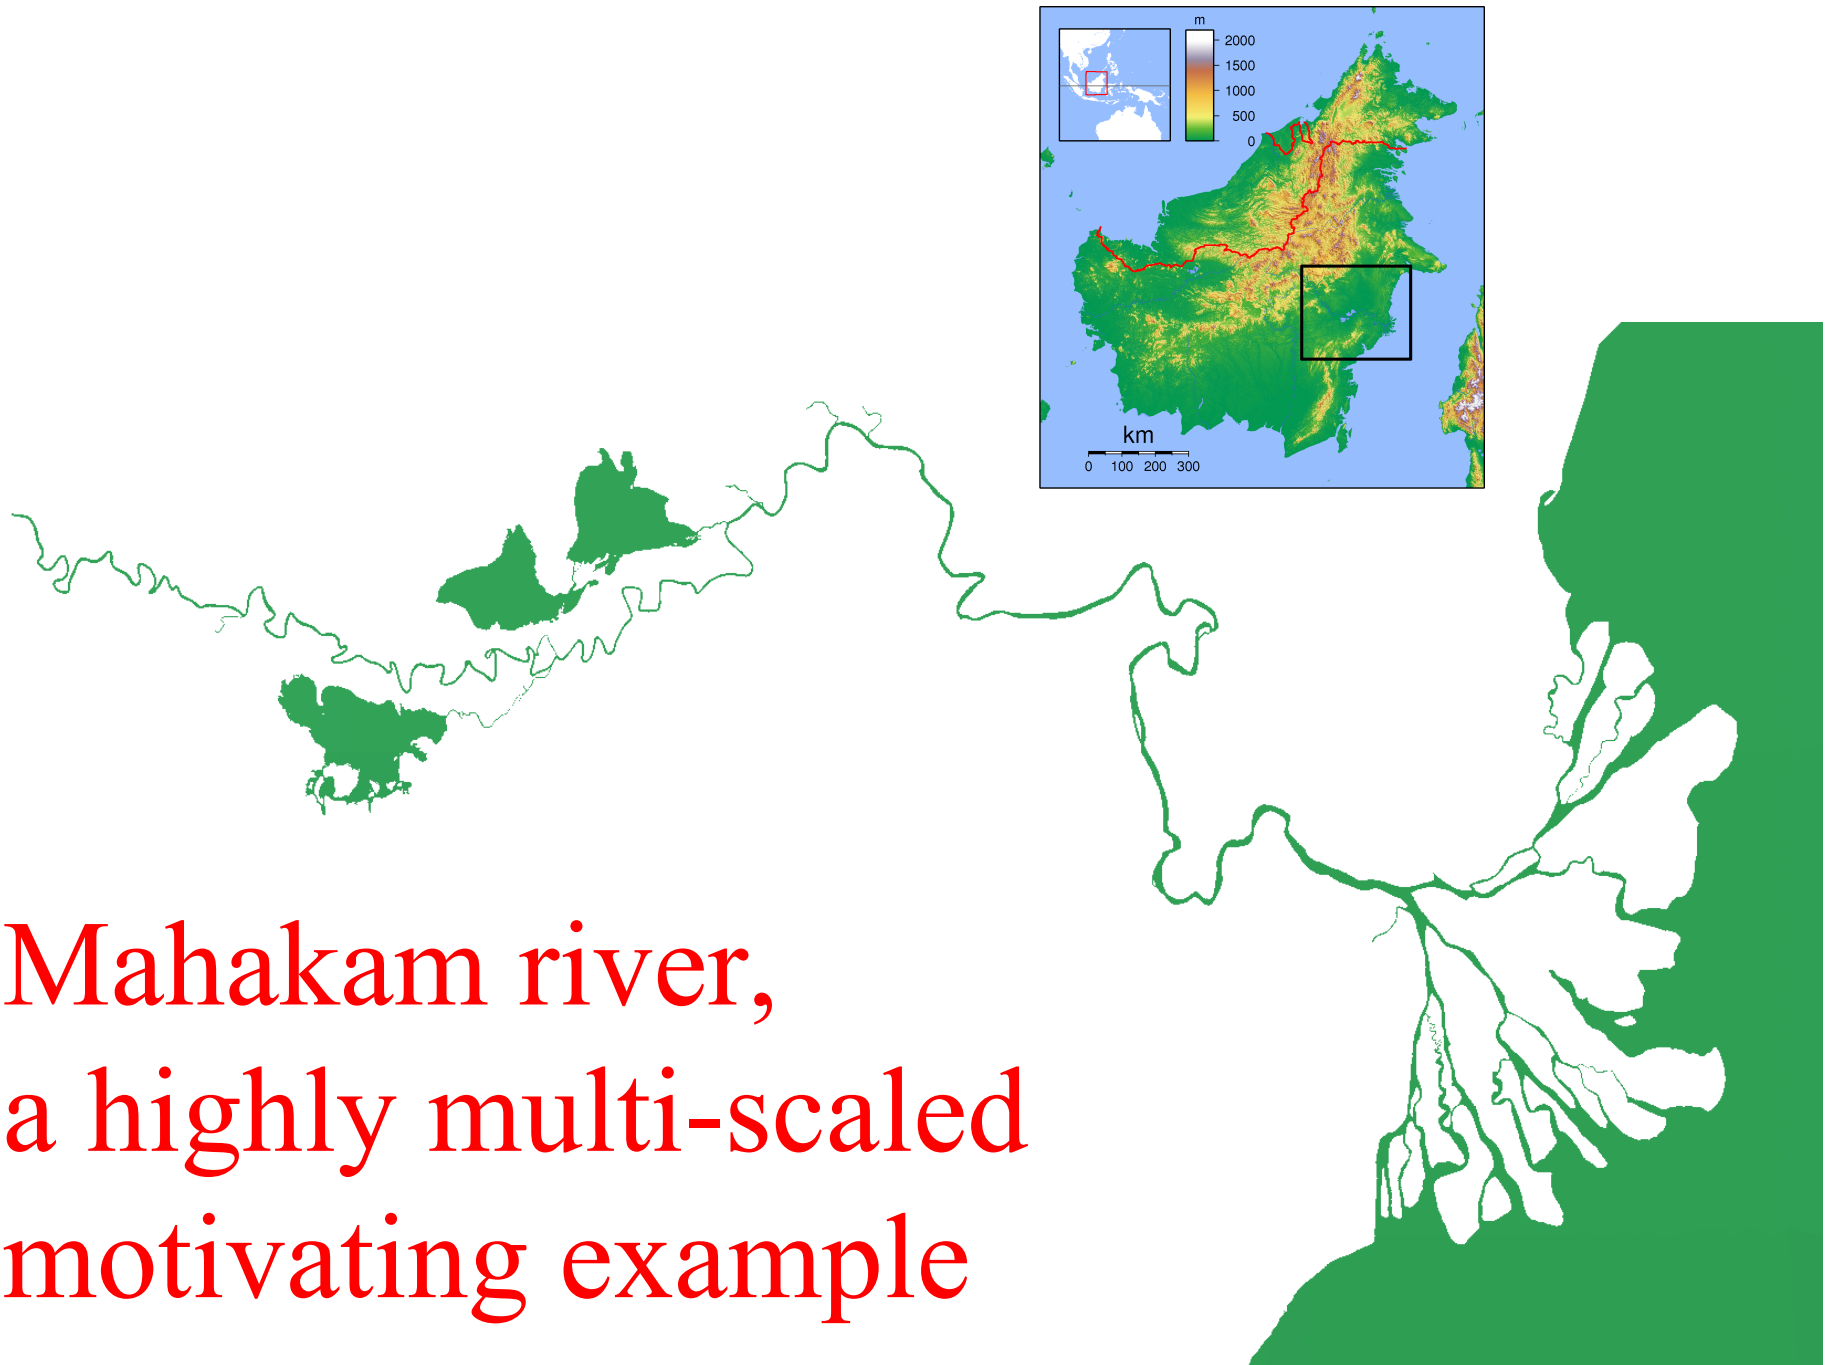 m
2000
1500
1000
500
0
km
0 100 200 300
Mahakam river,
a highly multi-scaled
motivating example